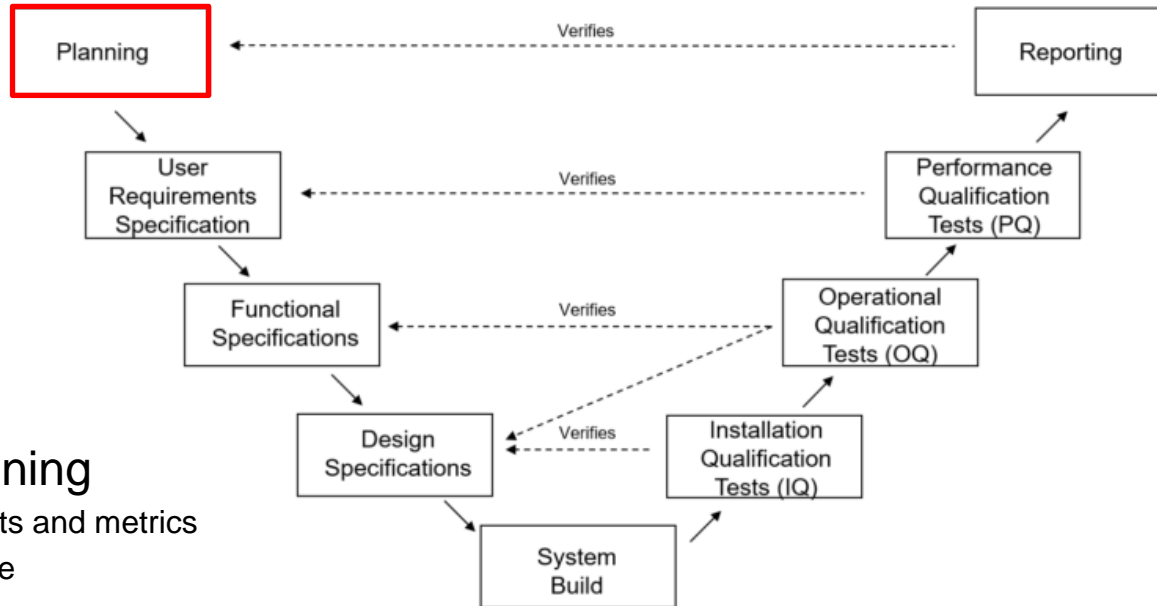 Planning
Verifies
Reporting
User
Requirements
Specification
Verifies
Performance
Qualification
Tests (PQ)
Functional
Specifications
Verifies
Operational
Qualification
Tests (OQ)
Design
Specifications
Verifies
Installation
Qualification
Tests (IQ)
System
Build
ning
ts and metrics
e